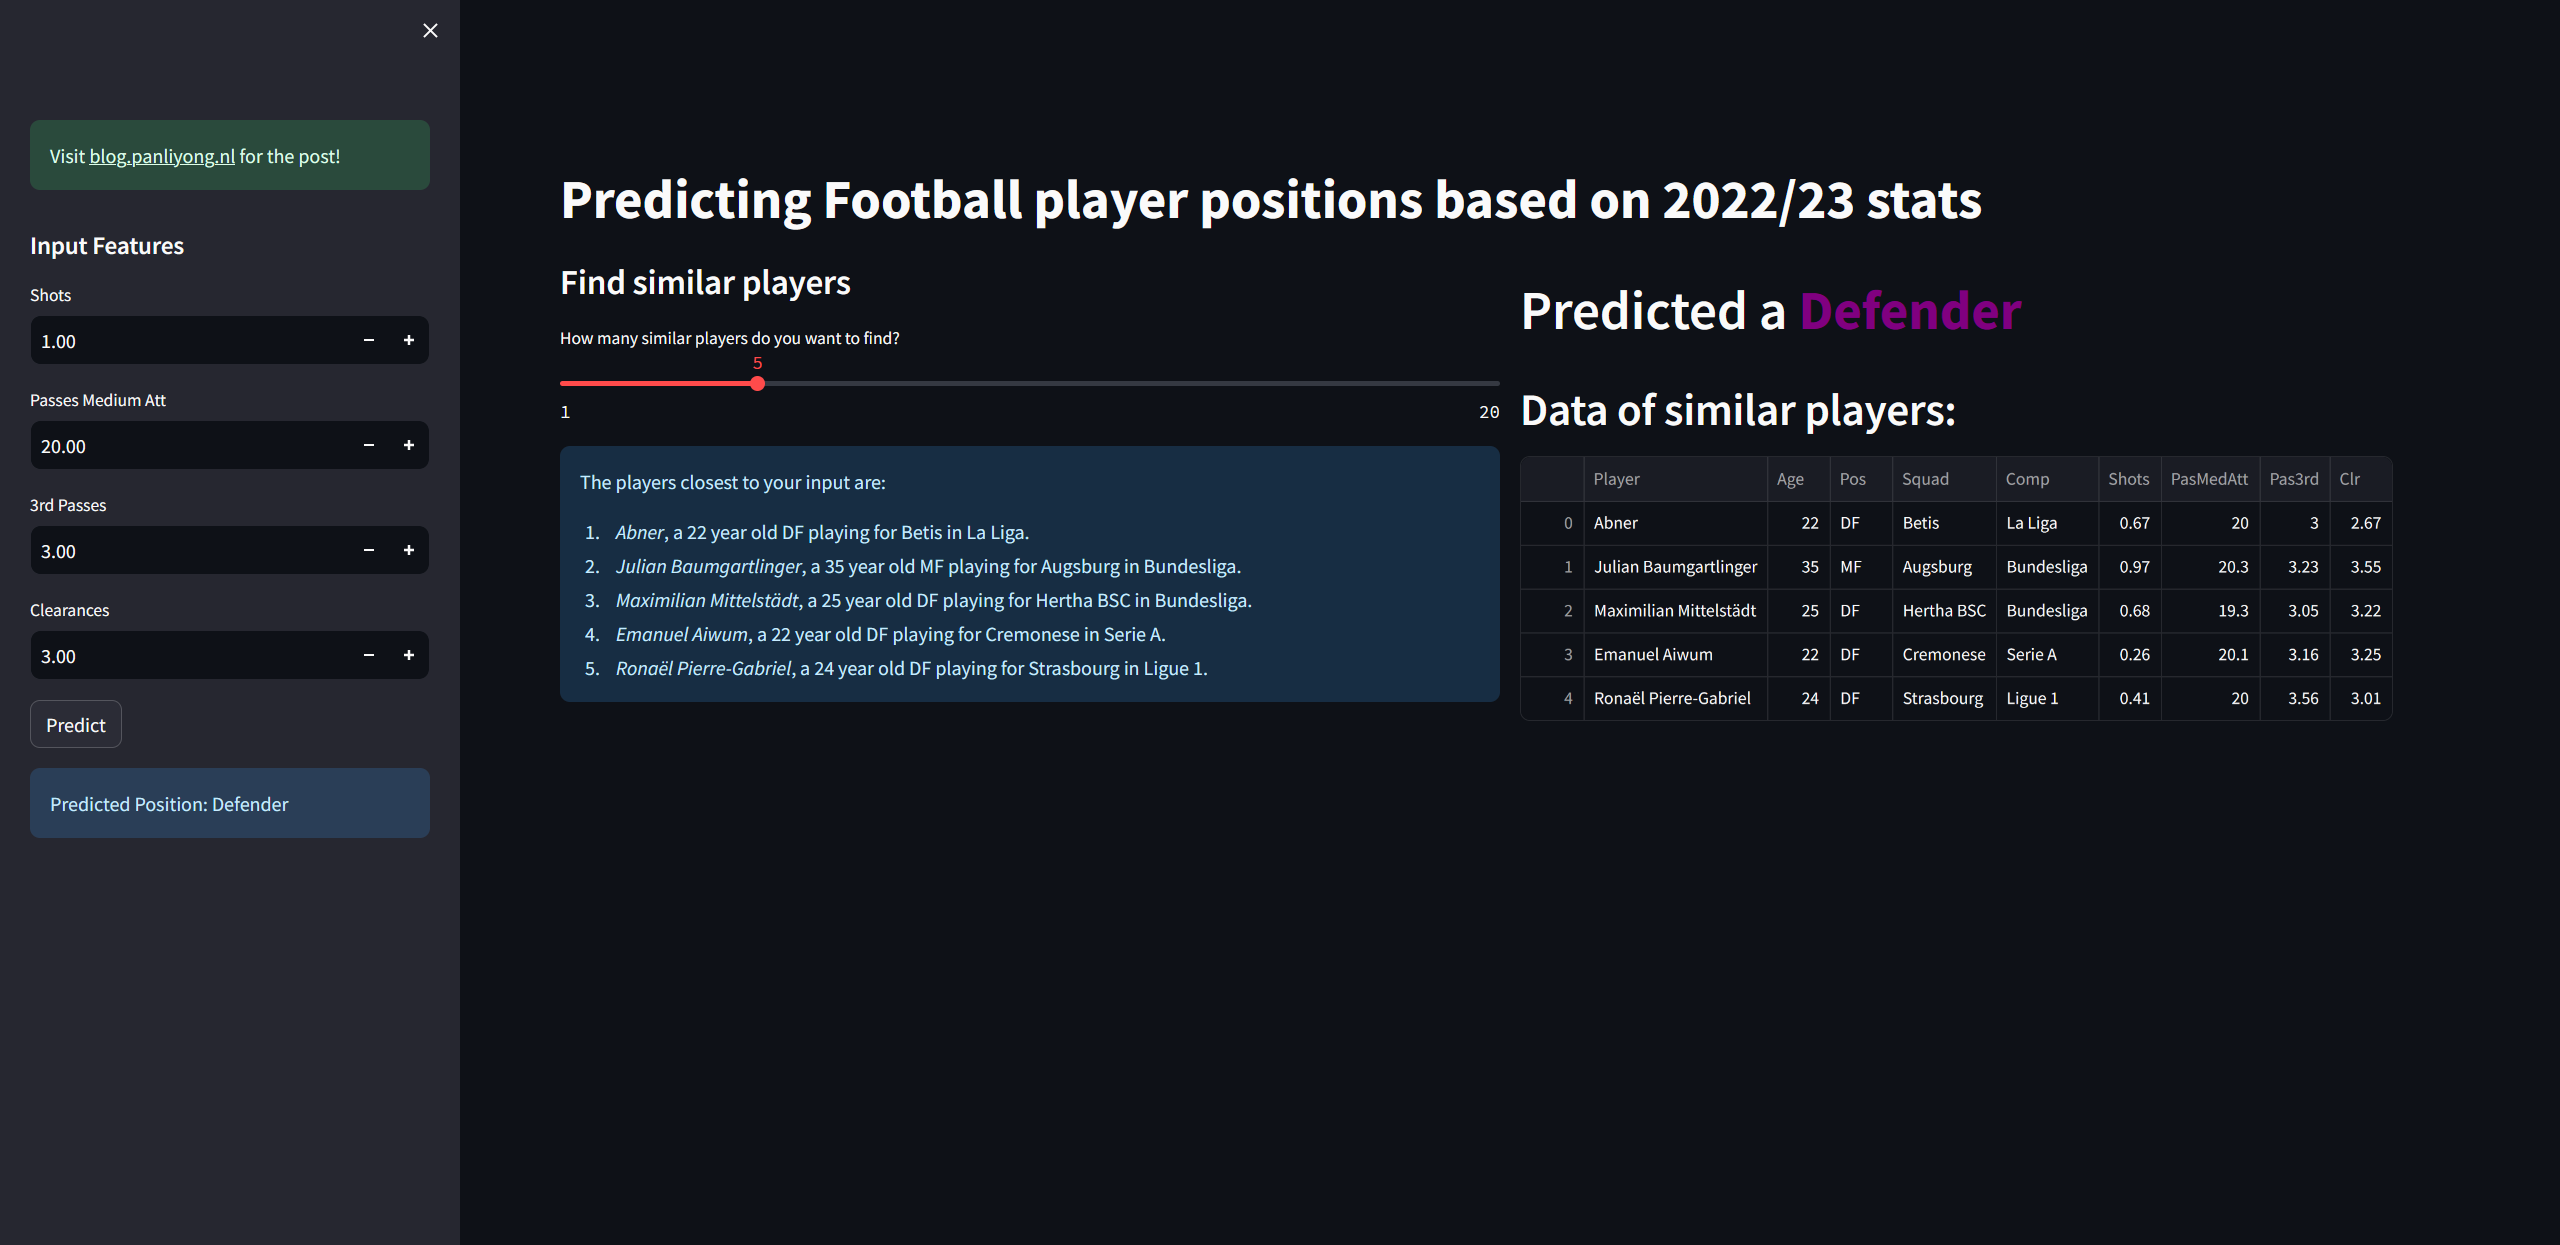 Visit blog.panliyong.nl for the post!
Input Features
Shots
1.00
Passes Medium Att
20.00
3rd Passes
3.00
Clearances
3.00
Predict
Predicted Position: Defender
Predicting Football player positions based on 2022/23 stats
Find similar players
How many similar players do you want to find?
5
1 20
The players closest to your input are:
1. Abner, a 22 year old DF playing for Betis in La Liga.
2. Julian Baumgartlinger, a 35 year old MF playing for Augsburg in Bundesliga.
3. Maximilian Mittelstädt, a 25 year old DF playing for Hertha BSC in Bundesliga.
4. Emanuel Aiwum, a 22 year old DF playing for Cremonese in Serie A.
5. Ronaël Pierre-Gabriel, a 24 year old DF playing for Strasbourg in Ligue 1.
Predicted a Defender
Data of similar players:
Player Age Pos Squad Comp Shots PasMedAtt Pas3rd Clr
0 Abner 22 DF Betis La Liga 0.67 20 3 2.67
1 Julian Baumgartlinger 35 MF Augsburg Bundesliga 0.97 20.3 3.23 3.55
2 Maximilian Mittelstädt 25 DF Hertha BSC Bundesliga 0.68 19.3 3.05 3.22
3 Emanuel Aiwum 22 DF Cremonese Serie A 0.26 20.1 3.16 3.25
4 Ronaël Pierre-Gabriel 24 DF Strasbourg Ligue 1 0.41 20 3.56 3.01